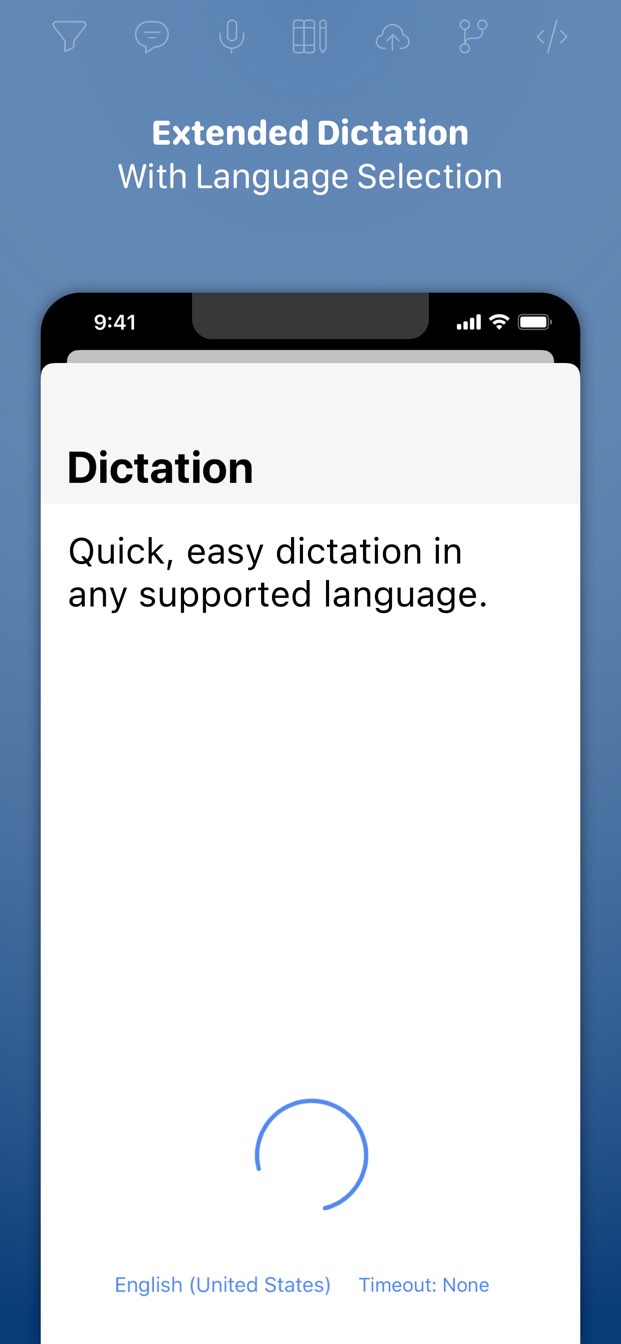 Extended Dictation
With Language Selection
9:41
Dictation
Quick, easy dictation in
any supported language.
English (United States) Timeout: None